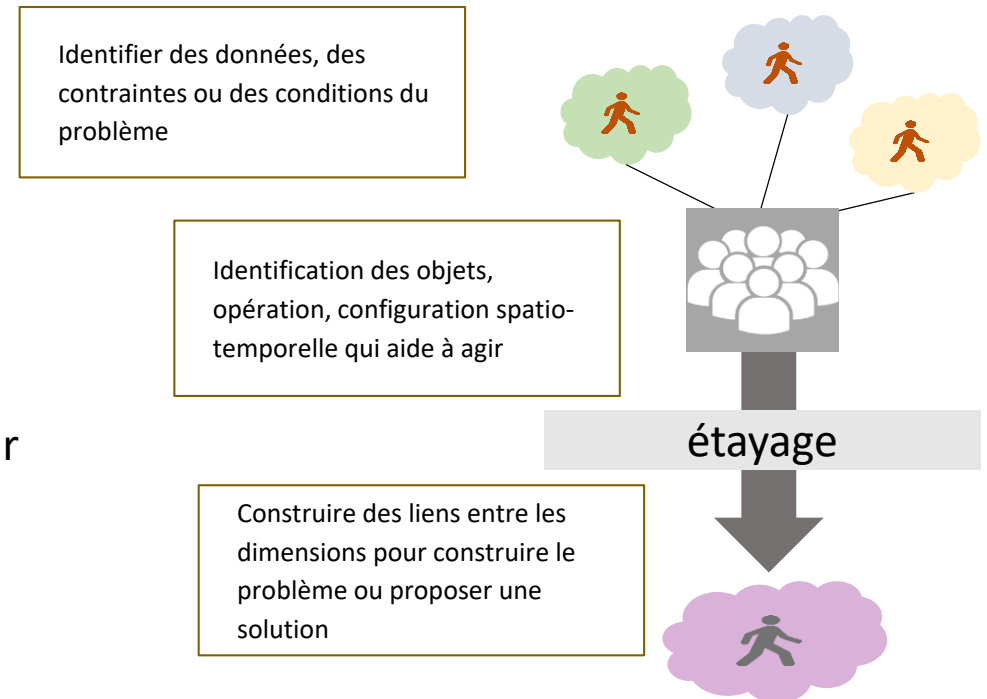 Identifier des données, des
contraintes ou des conditions du
problème
Identification des objets,
opération, configuration spatio-
temporelle qui aide à agir
r
étayage
Construire des liens entre les
dimensions pour construire le
problème ou proposer une
solution